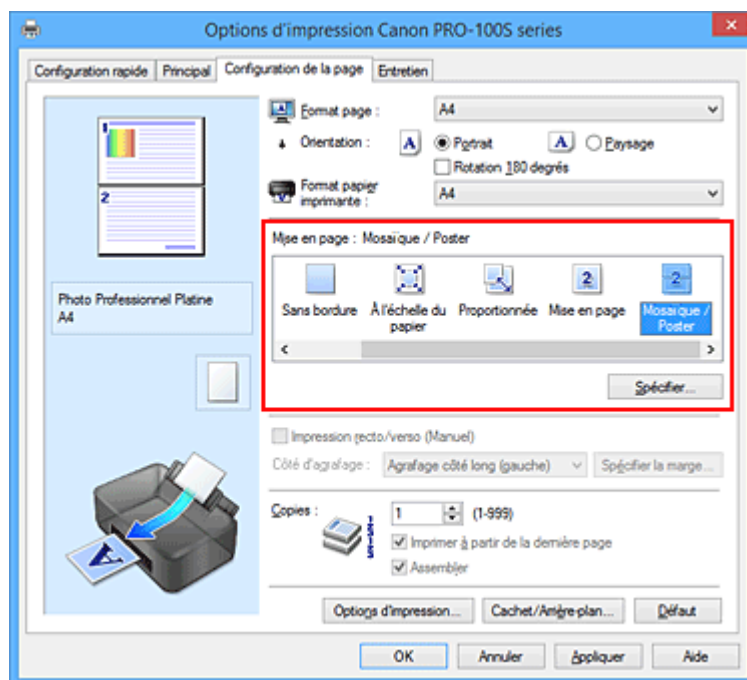 Options d'impression Canon PRO-100S series
Configuration rapide Principal Configuration de la page Entretien
Format page : A4
Orientation : A Portrait A Paysage
Rotation 180 degrés
Format papier
imprimante : A4
1
2
Mise en page : Mosaïque / Poster
2 2
Sans bordure À l'échelle du papier Proportionnée Mise en page Mosaïque / Poster
Photo Professionnel Platine
A4
Spécifier...
Impression recto/verso (Manuel)
Côté d'agrafage : Agrafage côté long (gauche) Spécifier la marge...
Copies : 1 (1-999)
Imprimer à partir de la dernière page
Assembler
A
Options d'impression... Cachet/Arrière-plan... Défaut
OK Annuler Appliquer Aide